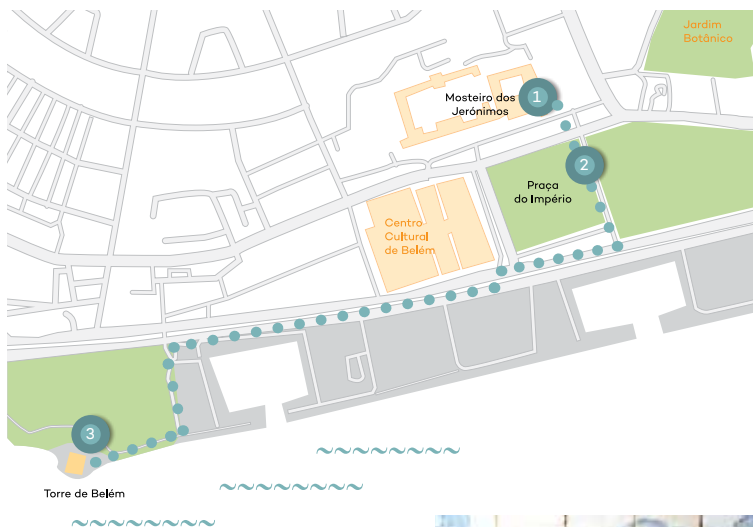 Jardim
Botânico
1
Mosteiro dos
Jerónimos
2
Praça
do Império
Centro
Cultural
de Belém
3
Torre de Belém